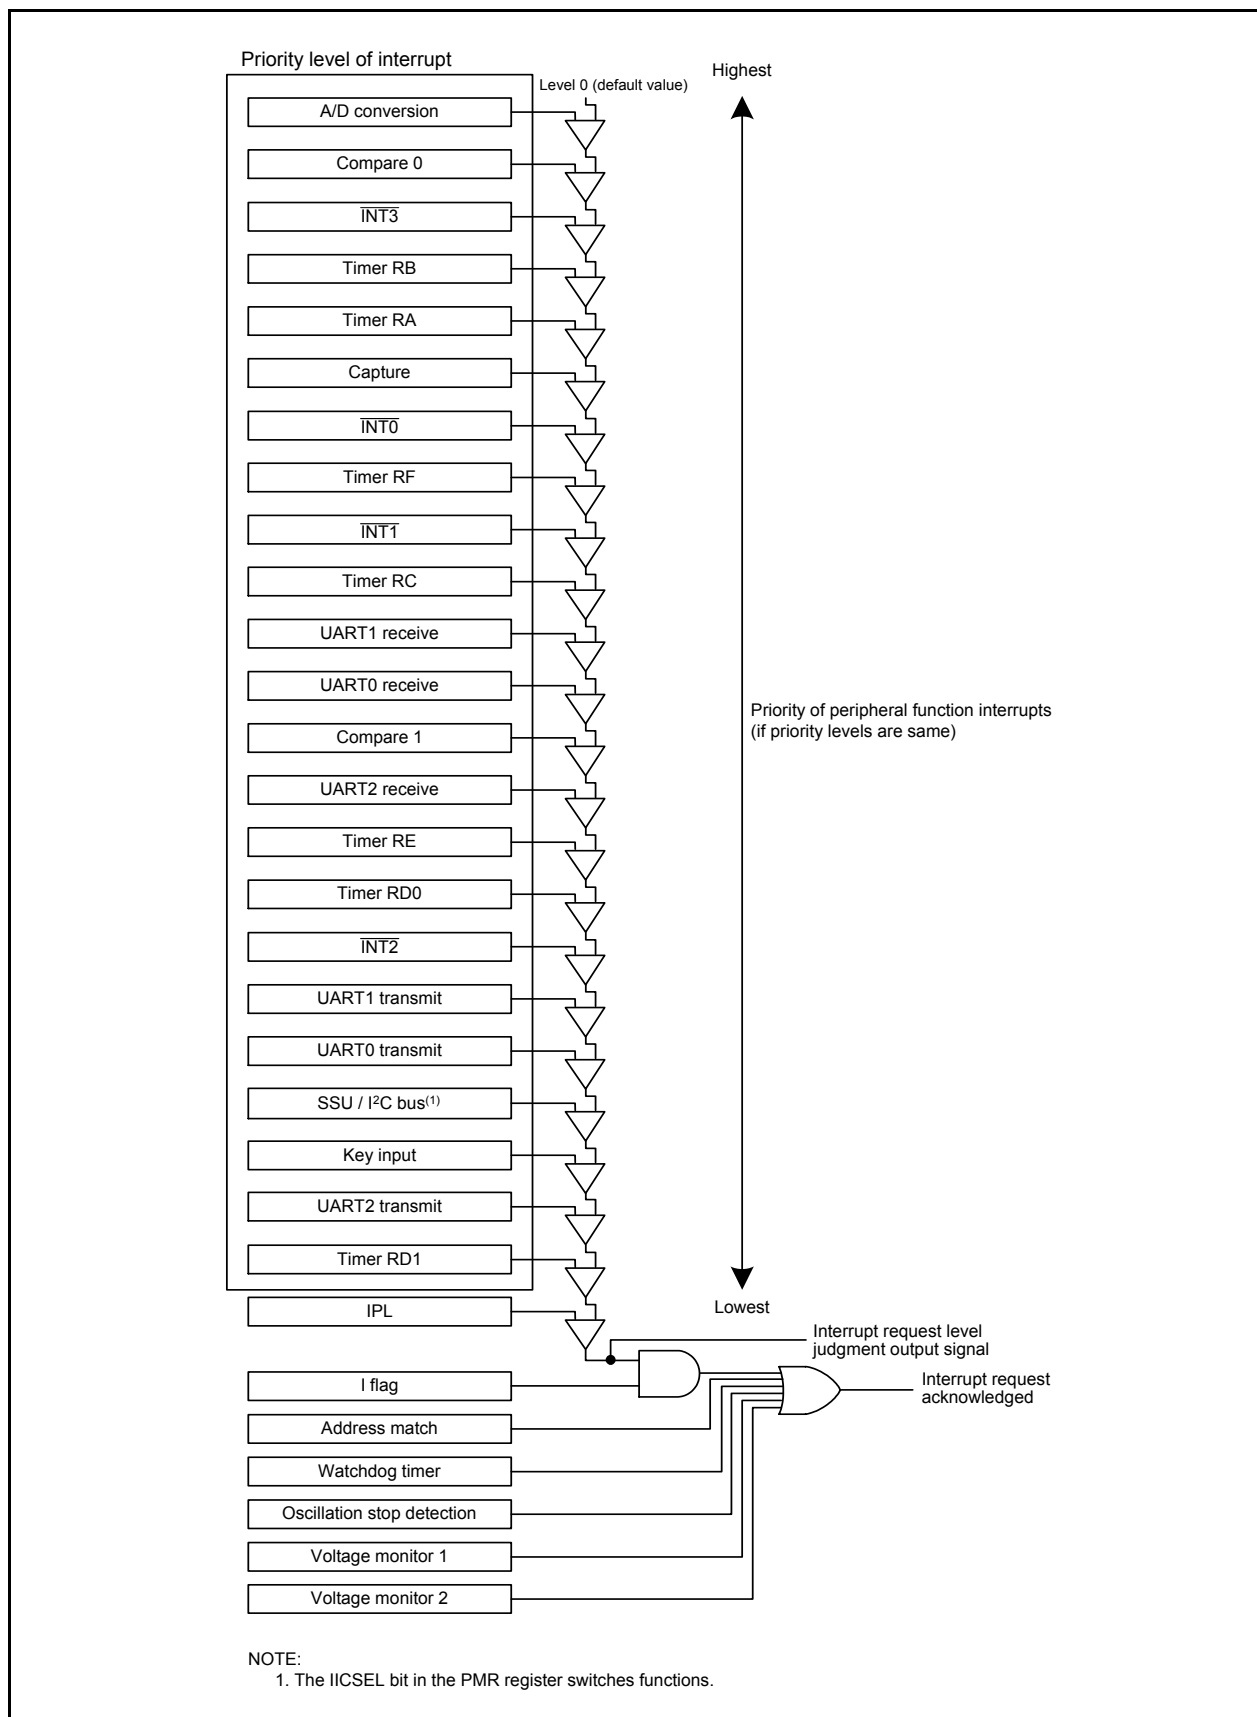 Priority level of interrupt
Level 0 (default value)
Highest
A/D conversion
Compare 0
INT3
Timer RB
Timer RA
Capture
INT0
Timer RF
INT1
Timer RC
UART1 receive
UART0 receive
Compare 1
UART2 receive
Timer RE
Timer RD0
INT2
UART1 transmit
UART0 transmit
SSU / I²C bus(1)
Key input
UART2 transmit
Timer RD1
IPL
I flag
Address match
Watchdog timer
Oscillation stop detection
Voltage monitor 1
Voltage monitor 2
Priority of peripheral function interrupts
(if priority levels are same)
Lowest
Interrupt request level
judgment output signal
Interrupt request
acknowledged
NOTE:
1. The IICSEL bit in the PMR register switches functions.